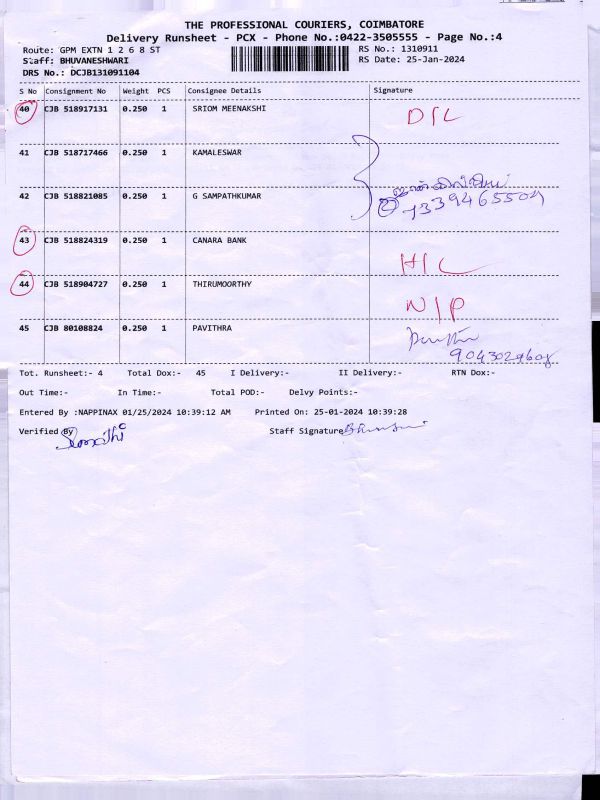 THE PROFESSIONAL COURIERS, COIMBATORE
Delivery Runsheet - PCX - Phone No.:0422-3505555 - Page No.:4
Route: GPM EXTN 1 2 6 8 ST RS No.: 1310911
Staff: BHUVANESHWARI RS Date: 25-Jan-2024
DRS No.: DCJB131091104
S No Consignment No Weight PCS Consignee Details Signature
40 CJB 518917131 0.250 1 SRIOM MEENAKSHI D/L
41 CJB 518717466 0.250 1 KAMALESWAR
42 CJB 518821085 0.250 1 G SAMPATHKUMAR
43 CJB 518824319 0.250 1 CANARA BANK
H/L
44 CJB 518904727 0.250 1 THIRUMOORTHY
N/P
45 CJB 80108824 0.250 1 PAVITHRA
Tot. Runsheet:- 4 Total Dox:- 45 I Delivery:- II Delivery:- RTN Dox:-
Out Time:- In Time:- Total POD:- Delvy Points:-
Entered By :NAPPINAX 01/25/2024 10:39:12 AM Printed On: 25-01-2024 10:39:28
Verified By Staff Signature
Sumathi